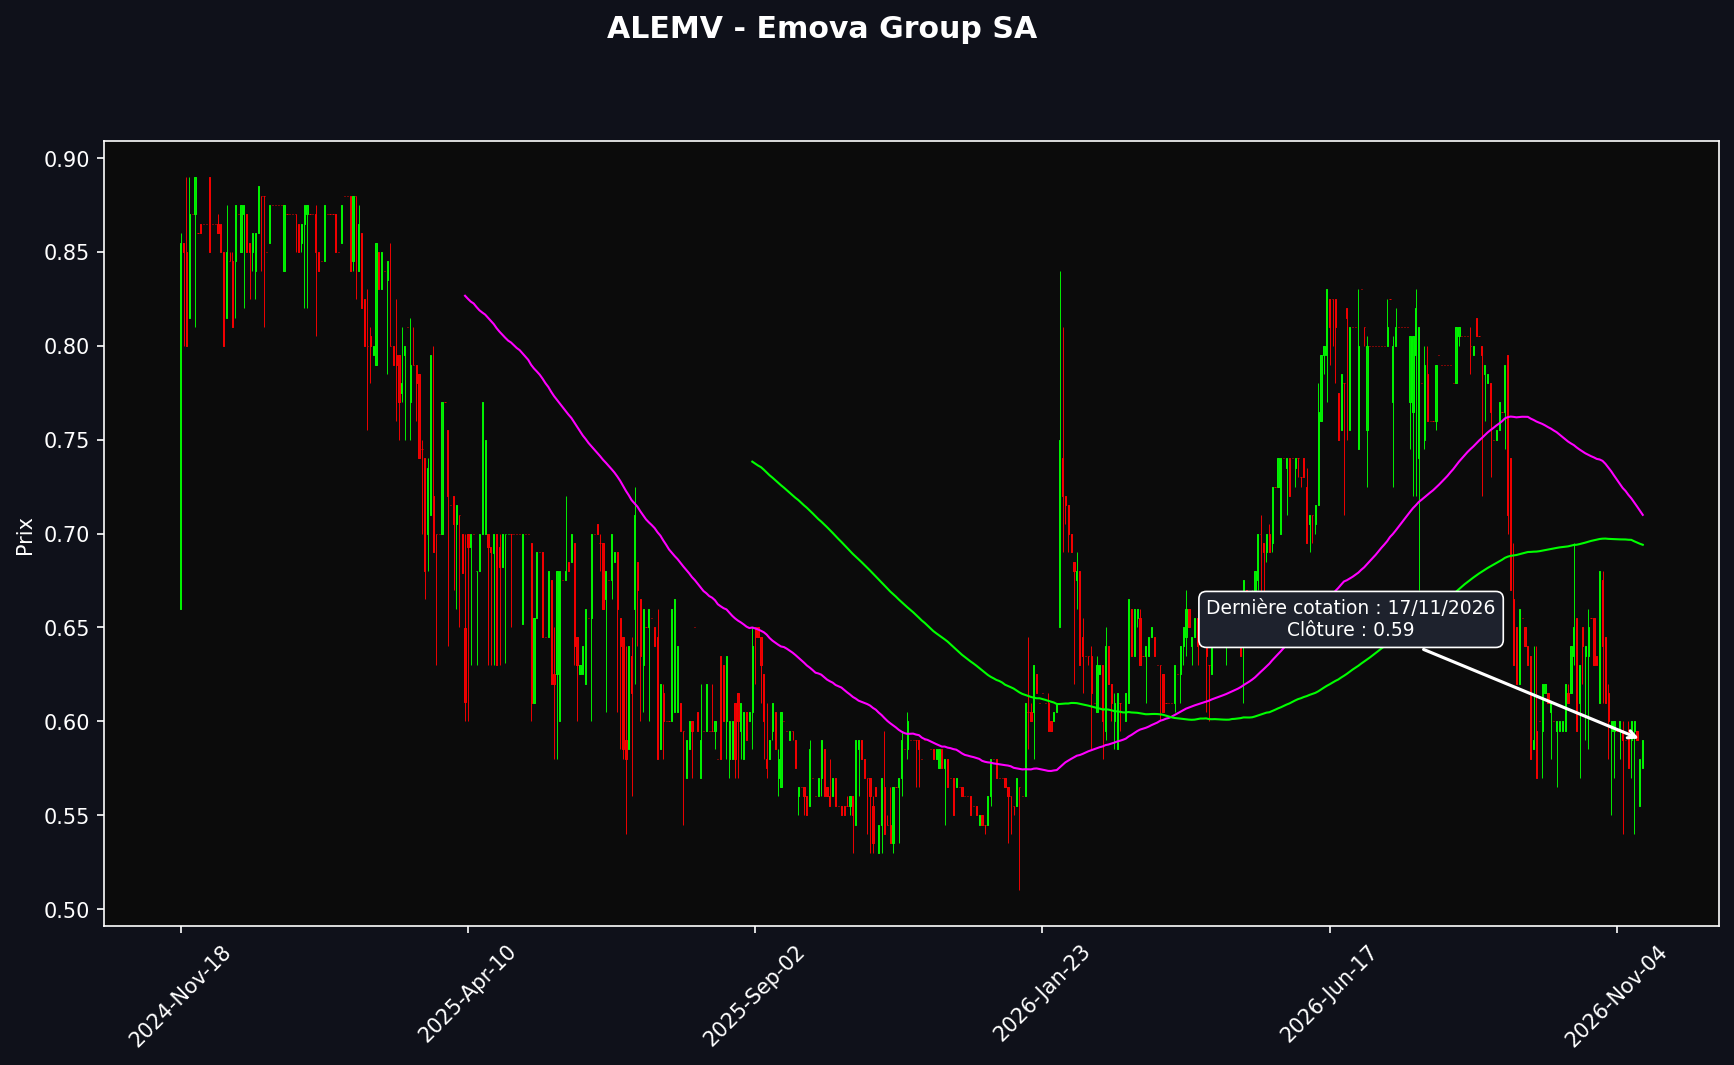 ALEMV - Emova Group SA
Prix
0.90
0.85
0.80
0.75
0.70
0.65
0.60
0.55
0.50
Dernière cotation : 17/11/2026
Clôture : 0.59
2024-Nov-18
2025-Apr-10
2025-Sep-02
2026-Jan-23
2026-Jun-17
2026-Nov-04